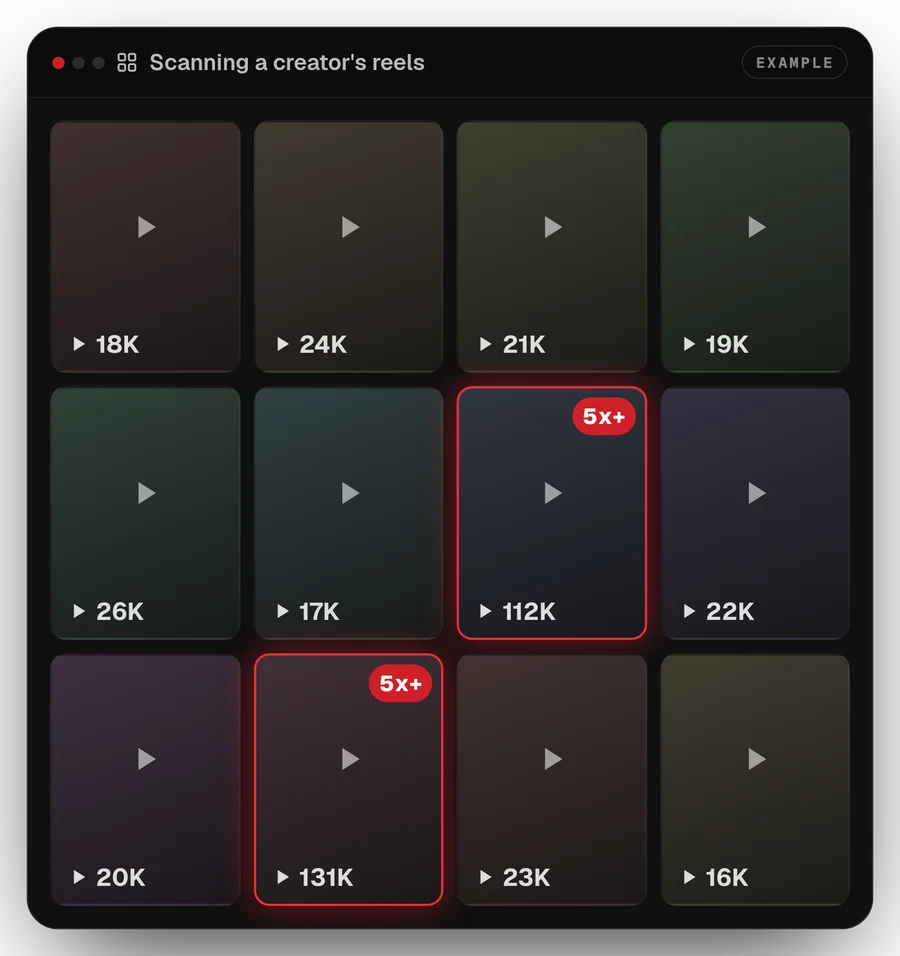 Scanning a creator's reels
EXAMPLE
18K
24K
21K
19K
5x+
26K
17K
112K
22K
5x+
20K
131K
23K
16K